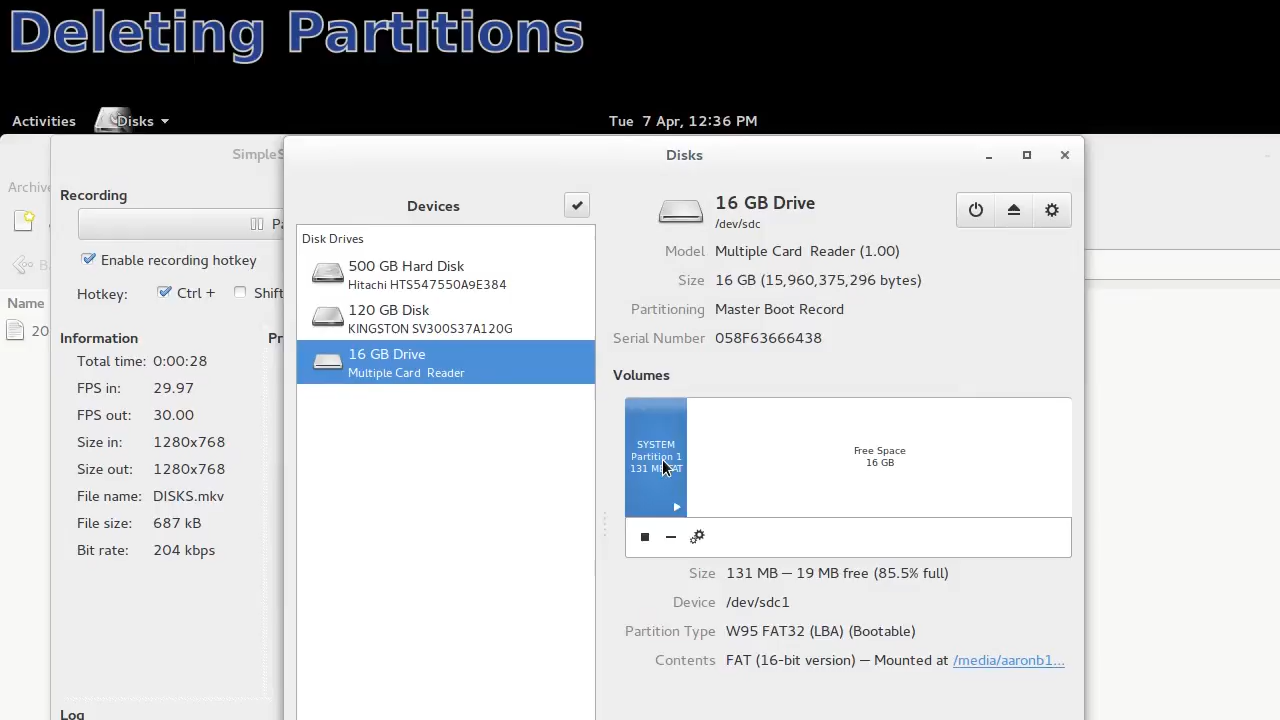 Deleting Partitions
Activities Disks Tue 7 Apr, 12:36 PM
Disks
Recording
Enable recording hotkey
Hotkey: Ctrl + Shift
Information
Total time: 0:00:28
FPS in: 29.97
FPS out: 30.00
Size in: 1280x768
Size out: 1280x768
File name: DISKS.mkv
File size: 687 kB
Bit rate: 204 kbps
Log
Name
20
Devices
Disk Drives
500 GB Hard Disk
Hitachi HTS547550A9E384
120 GB Disk
KINGSTON SV300S37A120G
16 GB Drive
Multiple Card Reader
16 GB Drive
/dev/sdc
Model Multiple Card Reader (1.00)
Size 16 GB (15,960,375,296 bytes)
Partitioning Master Boot Record
Serial Number 058F63666438
Volumes
SYSTEM
Partition 1
131 MB FAT
Free Space
16 GB
Size 131 MB — 19 MB free (85.5% full)
Device /dev/sdc1
Partition Type W95 FAT32 (LBA) (Bootable)
Contents FAT (16-bit version) — Mounted at /media/aaronb1...